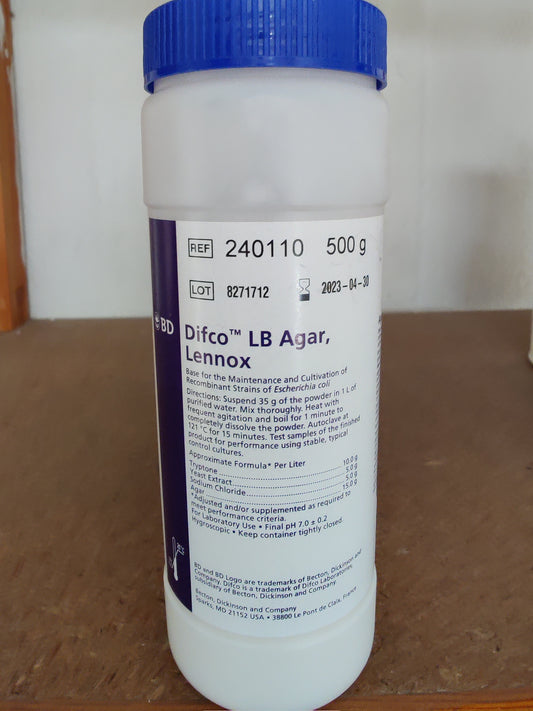 REF 240110 500 g
LOT 8271712 2023-04-30
BD
Difco™ LB Agar,
Lennox
Base for the Maintenance and Cultivation of
Recombinant Strains of Escherichia coli
Directions: Suspend 35 g of the powder in 1 L of
purified water. Mix thoroughly. Heat with
frequent agitation and boil for 1 minute to
completely dissolve the powder. Autoclave at
121 °C for 15 minutes. Test samples of the finished
product for performance using stable, typical
control cultures.
Approximate Formula* Per Liter
Tryptone 10.0 g
Yeast Extract 5.0 g
Sodium Chloride 5.0 g
Agar 15.0 g
*Adjusted and/or supplemented as required to
meet performance criteria.
For Laboratory Use • Final pH 7.0 ± 0.2
Hygroscopic • Keep container tightly closed.
BD and BD Logo are trademarks of Becton, Dickinson and
Company. Difco is a trademark of Difco Laboratories,
subsidiary of Becton, Dickinson and Company
Becton, Dickinson and Company
Sparks, MD 21152 USA • 38800 Le Pont de Claix, France